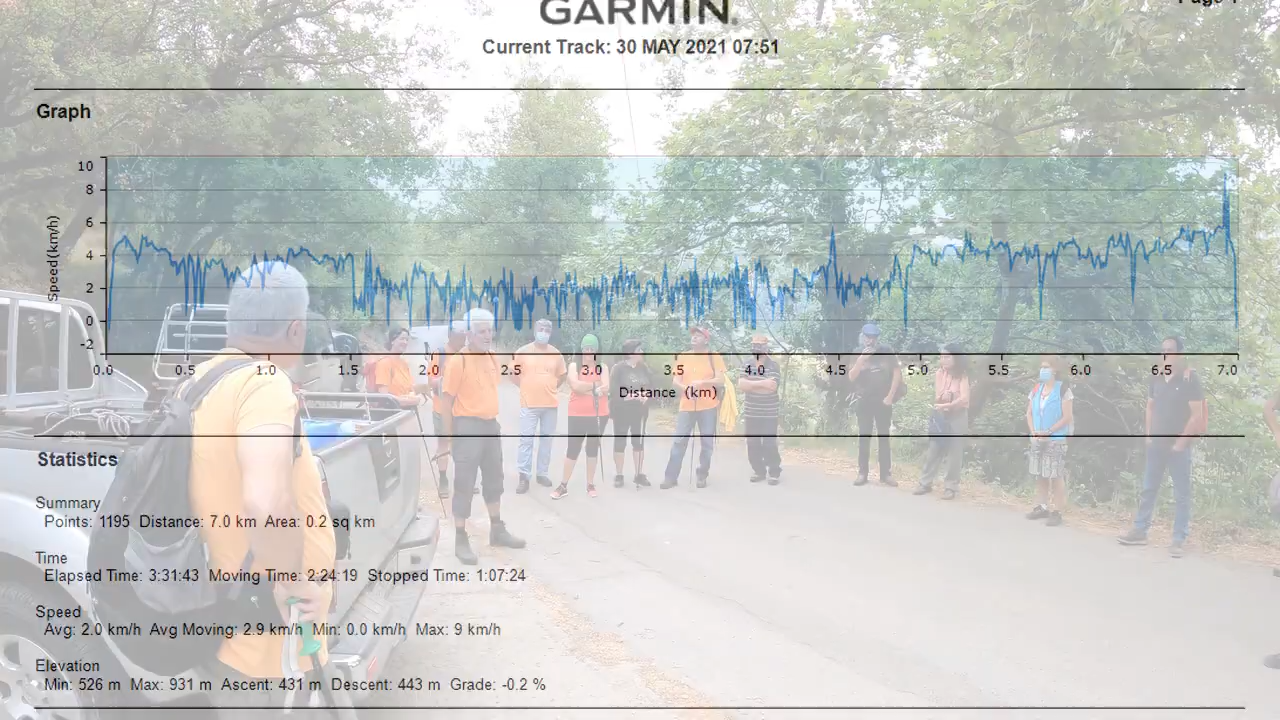 GARMIN.
Page 1
Current Track: 30 MAY 2021 07:51
Graph
10
8
6
4
2
0
-2
Speed(km/h)
0.0 0.5 1.0 1.5 2.0 2.5 3.0 3.5 4.0 4.5 5.0 5.5 6.0 6.5 7.0
Distance (km)
Statistics
Summary
Points: 1195 Distance: 7.0 km Area: 0.2 sq km
Time
Elapsed Time: 3:31:43 Moving Time: 2:24:19 Stopped Time: 1:07:24
Speed
Avg: 2.0 km/h Avg Moving: 2.9 km/h Min: 0.0 km/h Max: 9 km/h
Elevation
Min: 526 m Max: 931 m Ascent: 431 m Descent: 443 m Grade: -0.2 %